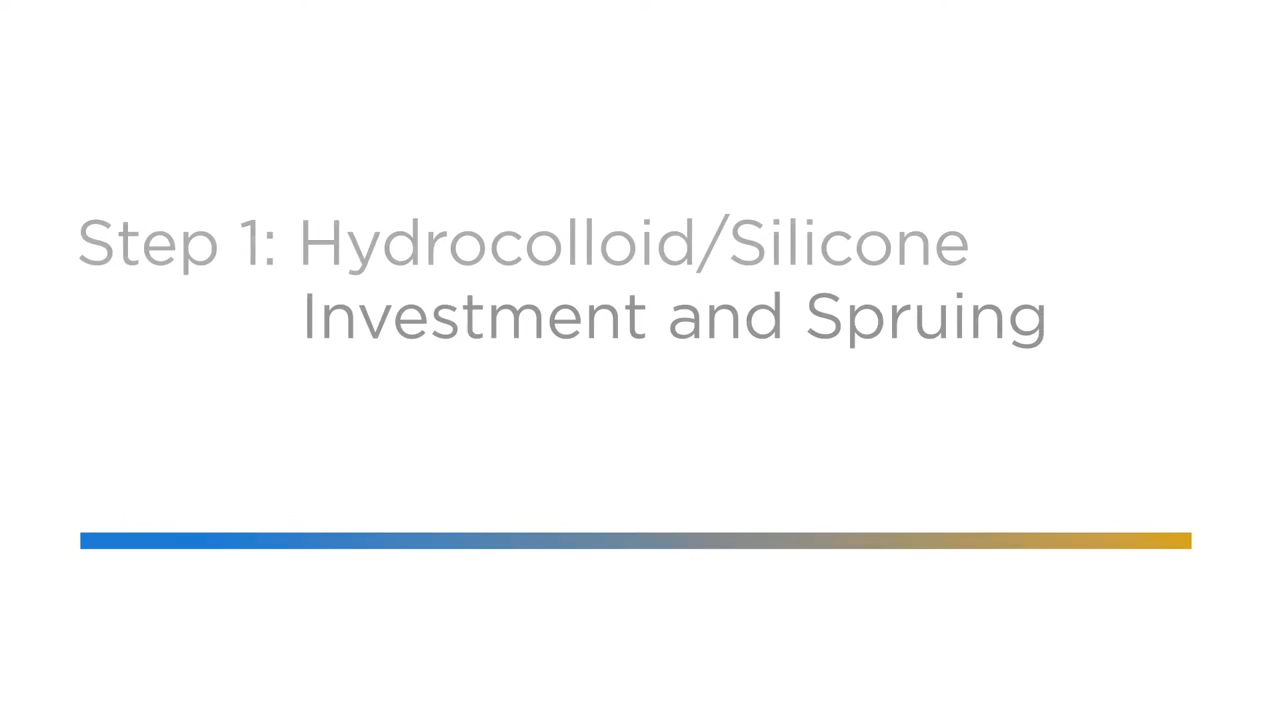 Step 1: Hydrocolloid/Silicone
Investment and Spruing